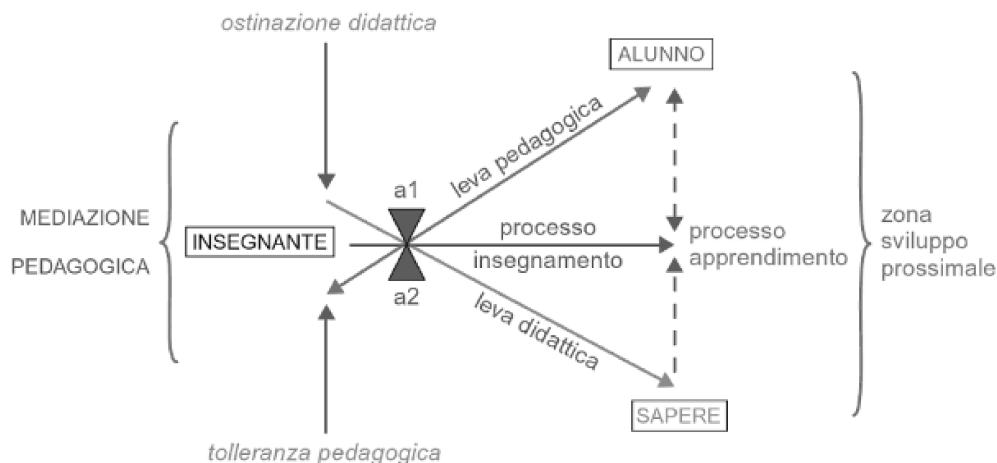 ostinazione didattica
ALUNNO
leva pedagogica
a1
MEDIAZIONE
PEDAGOGICA
INSEGNANTE
processo
insegnamento
processo
apprendimento
zona
sviluppo
prossimale
a2
leva didattica
SAPERE
tolleranza pedagogica